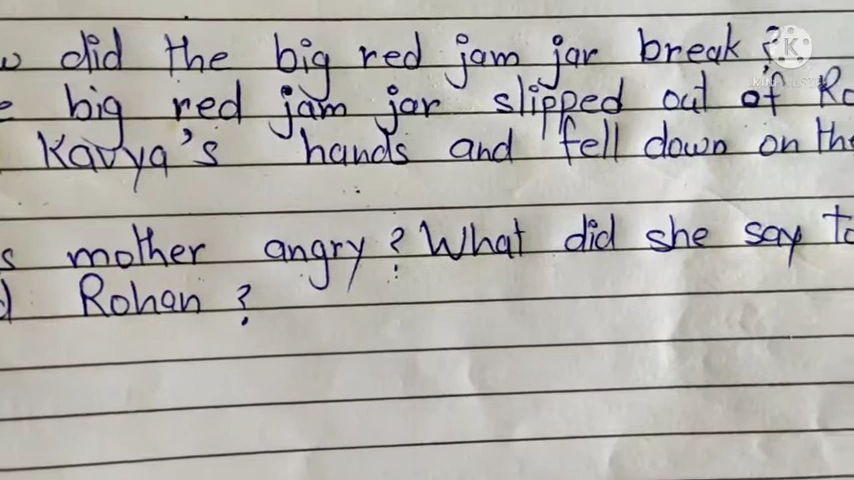 did the big red jam jar break?
big red jam jar slipped out of
Kavya's hands and fell down on the
mother angry? What did she say to
Rohan?